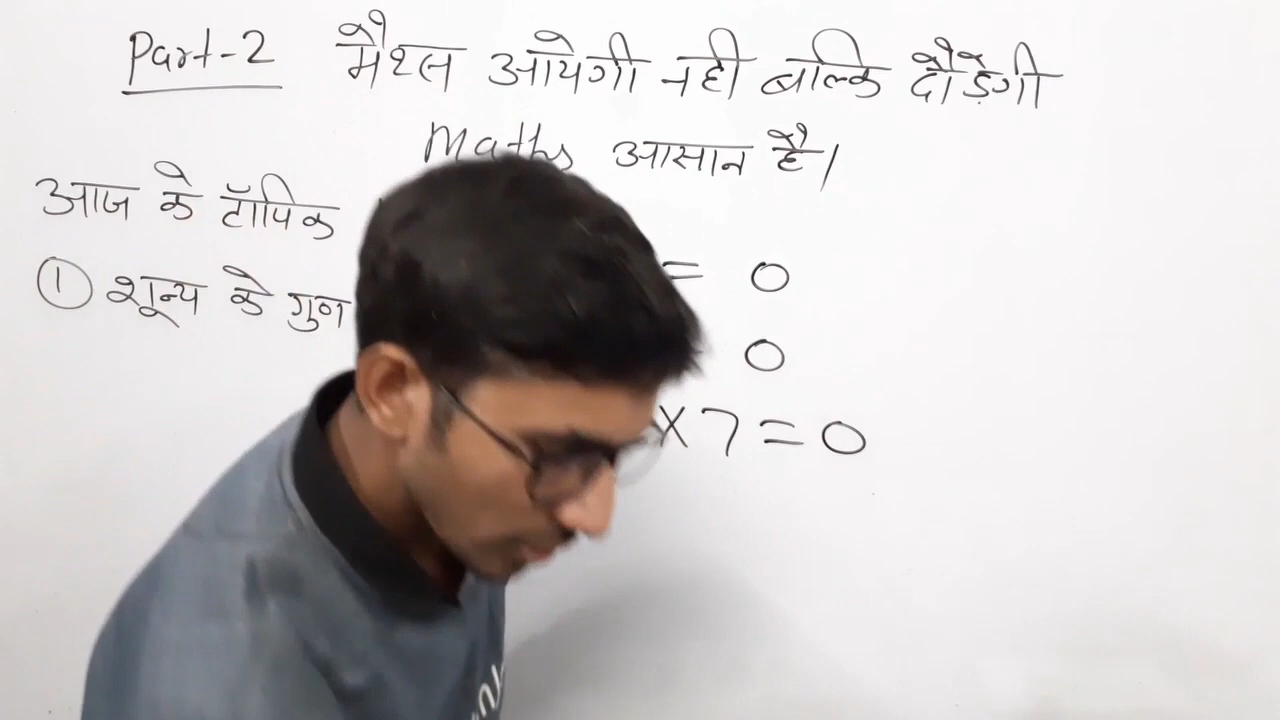 Part-2 मैथ्स आयेगी नही बल्कि दौड़ेगी
Maths आसान है।
आज के टॉपिक
= 0
① शून्य के गुण
0
×7=0